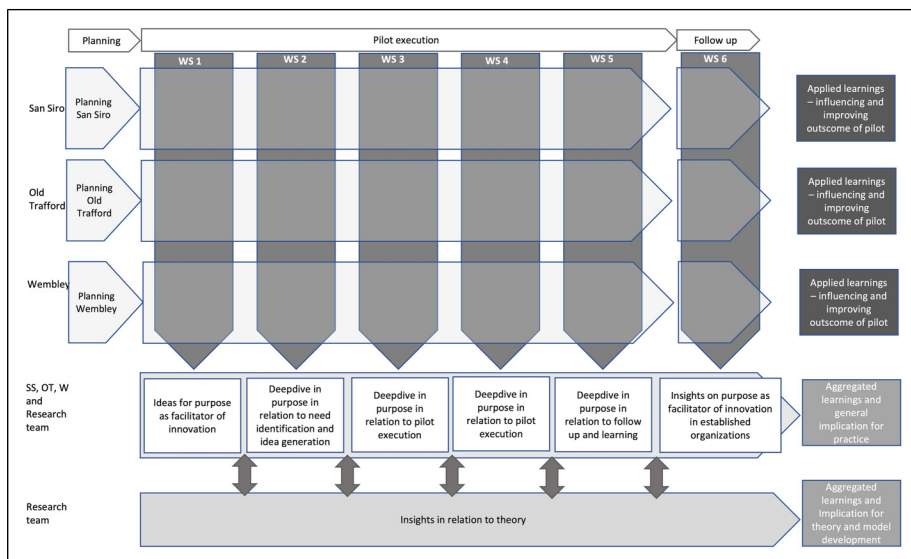 Planning
Pilot execution
Follow up
WS 1
WS 2
WS 3
WS 4
WS 5
WS 6
San Siro
Planning
San Siro
Applied learnings
– influencing and
improving
outcome of pilot
Old
Trafford
Planning
Old
Trafford
Applied learnings
– influencing and
improving
outcome of pilot
Wembley
Planning
Wembley
Applied learnings
– influencing and
improving
outcome of pilot
SS, OT, W
and
Research
team
Ideas for purpose
as facilitator of
innovation
Deepdive in
purpose in
relation to need
identification and
idea generation
Deepdive in
purpose in
relation to pilot
execution
Deepdive in
purpose in
relation to pilot
execution
Deepdive in
purpose in
relation to follow
up and learning
Insights on purpose as
facilitator of innovation
in established
organizations
Aggregated
learnings and
general
implication for
practice
Research
team
Insights in relation to theory
Aggregated
learnings and
Implication for
theory and model
development